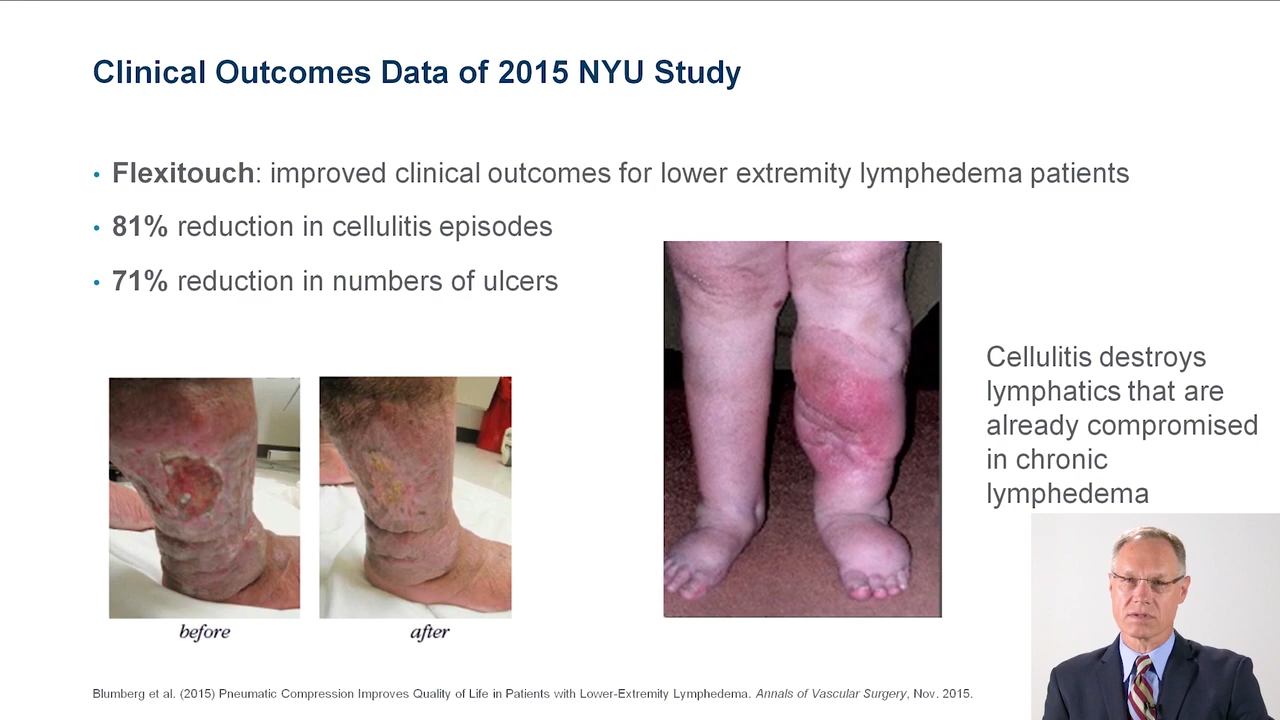 Clinical Outcomes Data of 2015 NYU Study
• Flexitouch: improved clinical outcomes for lower extremity lymphedema patients
• 81% reduction in cellulitis episodes
• 71% reduction in numbers of ulcers
Cellulitis destroys
lymphatics that are
already compromised
in chronic
lymphedema
before
after
Blumberg et al. (2015) Pneumatic Compression Improves Quality of Life in Patients with Lower-Extremity Lymphedema. Annals of Vascular Surgery, Nov. 2015.